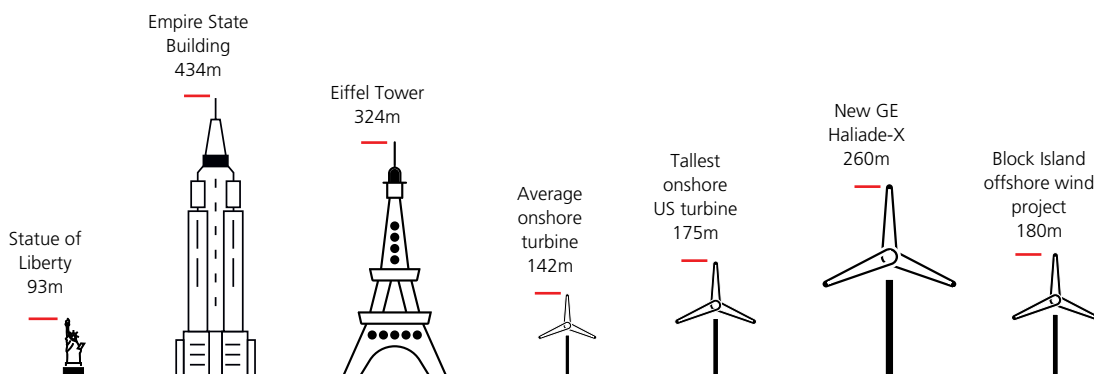 Statue of
Liberty
93m
Empire State
Building
434m
Eiffel Tower
324m
Average
onshore
turbine
142m
Tallest
onshore
US turbine
175m
New GE
Haliade-X
260m
Block Island
offshore wind
project
180m